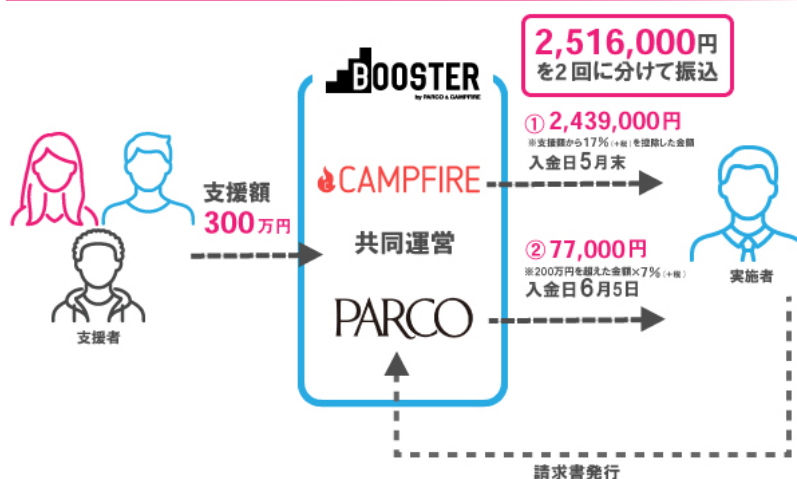 BOOSTER
by PARCO & CAMPFIRE
2,516,000円
を2回に分けて振込
① 2,439,000円
※支援額から17%(+税)を控除した金額
入金日5月末
支援額
300万円
CAMPFIRE
共同運営
② 77,000円
※200万円を超えた金額×7%(+税)
入金日6月5日
PARCO
支援者
実施者
請求書発行